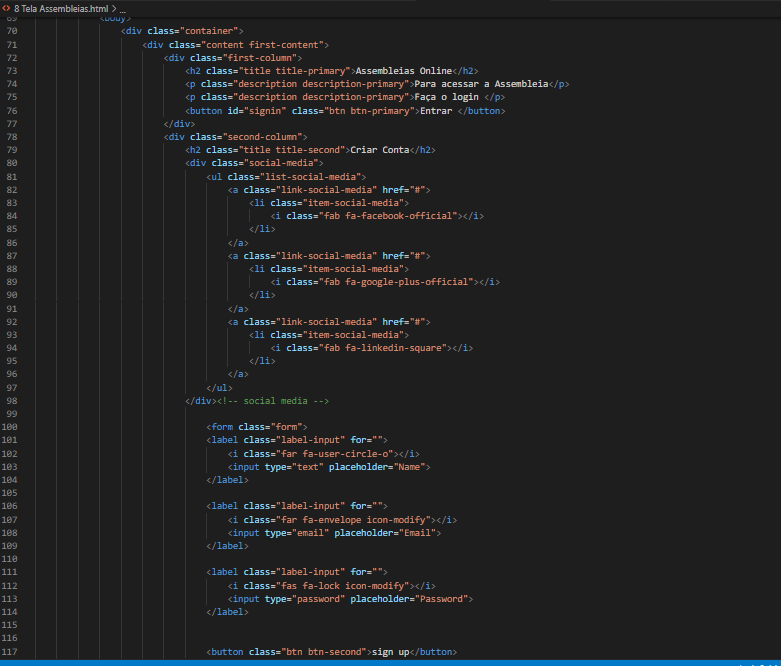 8 Tela Assembleias.html > ...
69 <body>
70 <div class="container">
71 <div class="content first-content">
72 <div class="first-column">
73 <h2 class="title title-primary">Assembleias Online</h2>
74 <p class="description description-primary">Para acessar a Assembleia</p>
75 <p class="description description-primary">Faça o login </p>
76 <button id="signin" class="btn btn-primary">Entrar </button>
77 </div>
78 <div class="second-column">
79 <h2 class="title title-second">Criar Conta</h2>
80 <div class="social-media">
81 <ul class="list-social-media">
82 <a class="link-social-media" href="#">
83 <li class="item-social-media">
84 <i class="fab fa-facebook-official"></i>
85 </li>
86 </a>
87 <a class="link-social-media" href="#">
88 <li class="item-social-media">
89 <i class="fab fa-google-plus-official"></i>
90 </li>
91 </a>
92 <a class="link-social-media" href="#">
93 <li class="item-social-media">
94 <i class="fab fa-linkedin-square"></i>
95 </li>
96 </a>
97 </ul>
98 </div><!-- social media -->
99
100 <form class="form">
101 <label class="label-input" for="">
102 <i class="far fa-user-circle-o"></i>
103 <input type="text" placeholder="Name">
104 </label>
105
106 <label class="label-input" for="">
107 <i class="far fa-envelope icon-modify"></i>
108 <input type="email" placeholder="Email">
109 </label>
110
111 <label class="label-input" for="">
112 <i class="fas fa-lock icon-modify"></i>
113 <input type="password" placeholder="Password">
114 </label>
115
116
117 <button class="btn btn-second">sign up</button>